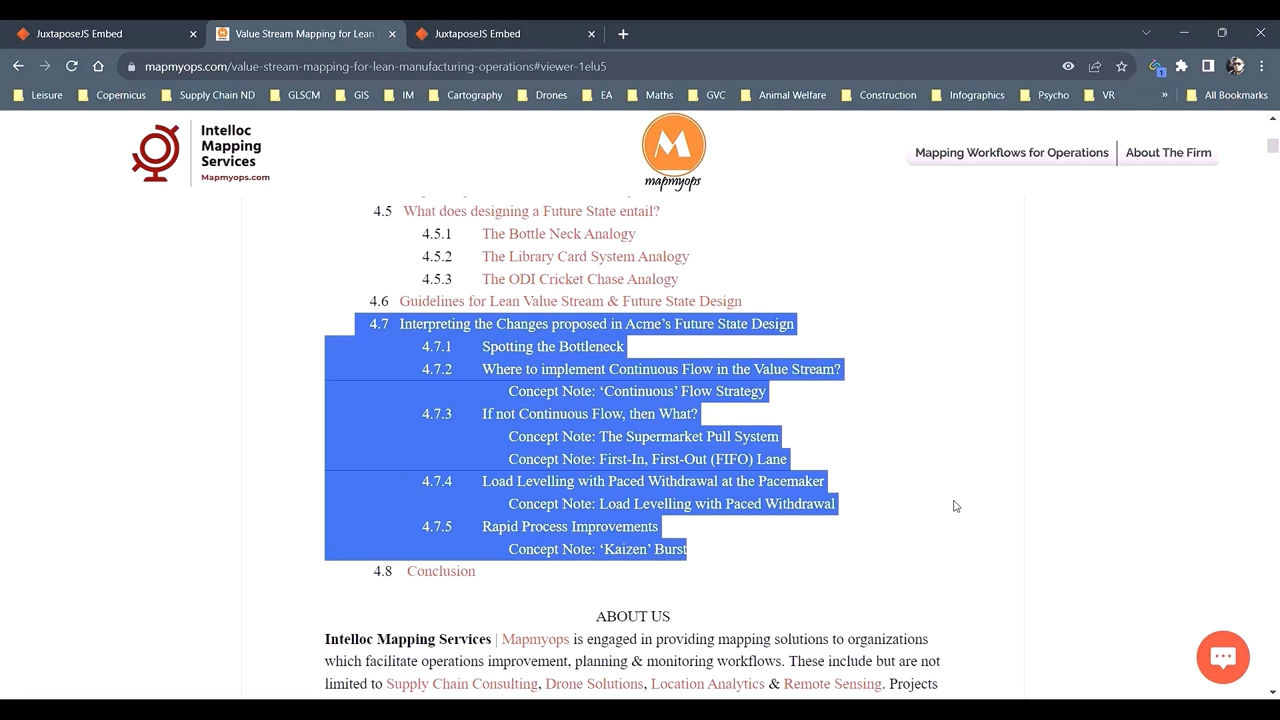 JuxtaposeJS Embed
Value Stream Mapping for Lean
JuxtaposeJS Embed
mapmyops.com/value-stream-mapping-for-lean-manufacturing-operations#viewer-1elu5
1
Leisure
Copernicus
Supply Chain ND
GLSCM
GIS
IM
Cartography
Drones
EA
Maths
GVC
Animal Welfare
Construction
Infographics
Psycho
VR
»
All Bookmarks
Intelloc
Mapping
Services
Mapmyops.com
M
mapmyops
Mapping Workflows for Operations
About The Firm
4.5 What does designing a Future State entail?
4.5.1 The Bottle Neck Analogy
4.5.2 The Library Card System Analogy
4.5.3 The ODI Cricket Chase Analogy
4.6 Guidelines for Lean Value Stream & Future State Design
4.7 Interpreting the Changes proposed in Acme’s Future State Design
4.7.1 Spotting the Bottleneck
4.7.2 Where to implement Continuous Flow in the Value Stream?
Concept Note: ‘Continuous’ Flow Strategy
4.7.3 If not Continuous Flow, then What?
Concept Note: The Supermarket Pull System
Concept Note: First-In, First-Out (FIFO) Lane
4.7.4 Load Levelling with Paced Withdrawal at the Pacemaker
Concept Note: Load Levelling with Paced Withdrawal
4.7.5 Rapid Process Improvements
Concept Note: ‘Kaizen’ Burst
4.8 Conclusion
ABOUT US
Intelloc Mapping Services | Mapmyops is engaged in providing mapping solutions to organizations
which facilitate operations improvement, planning & monitoring workflows. These include but are not
limited to Supply Chain Consulting, Drone Solutions, Location Analytics & Remote Sensing. Projects